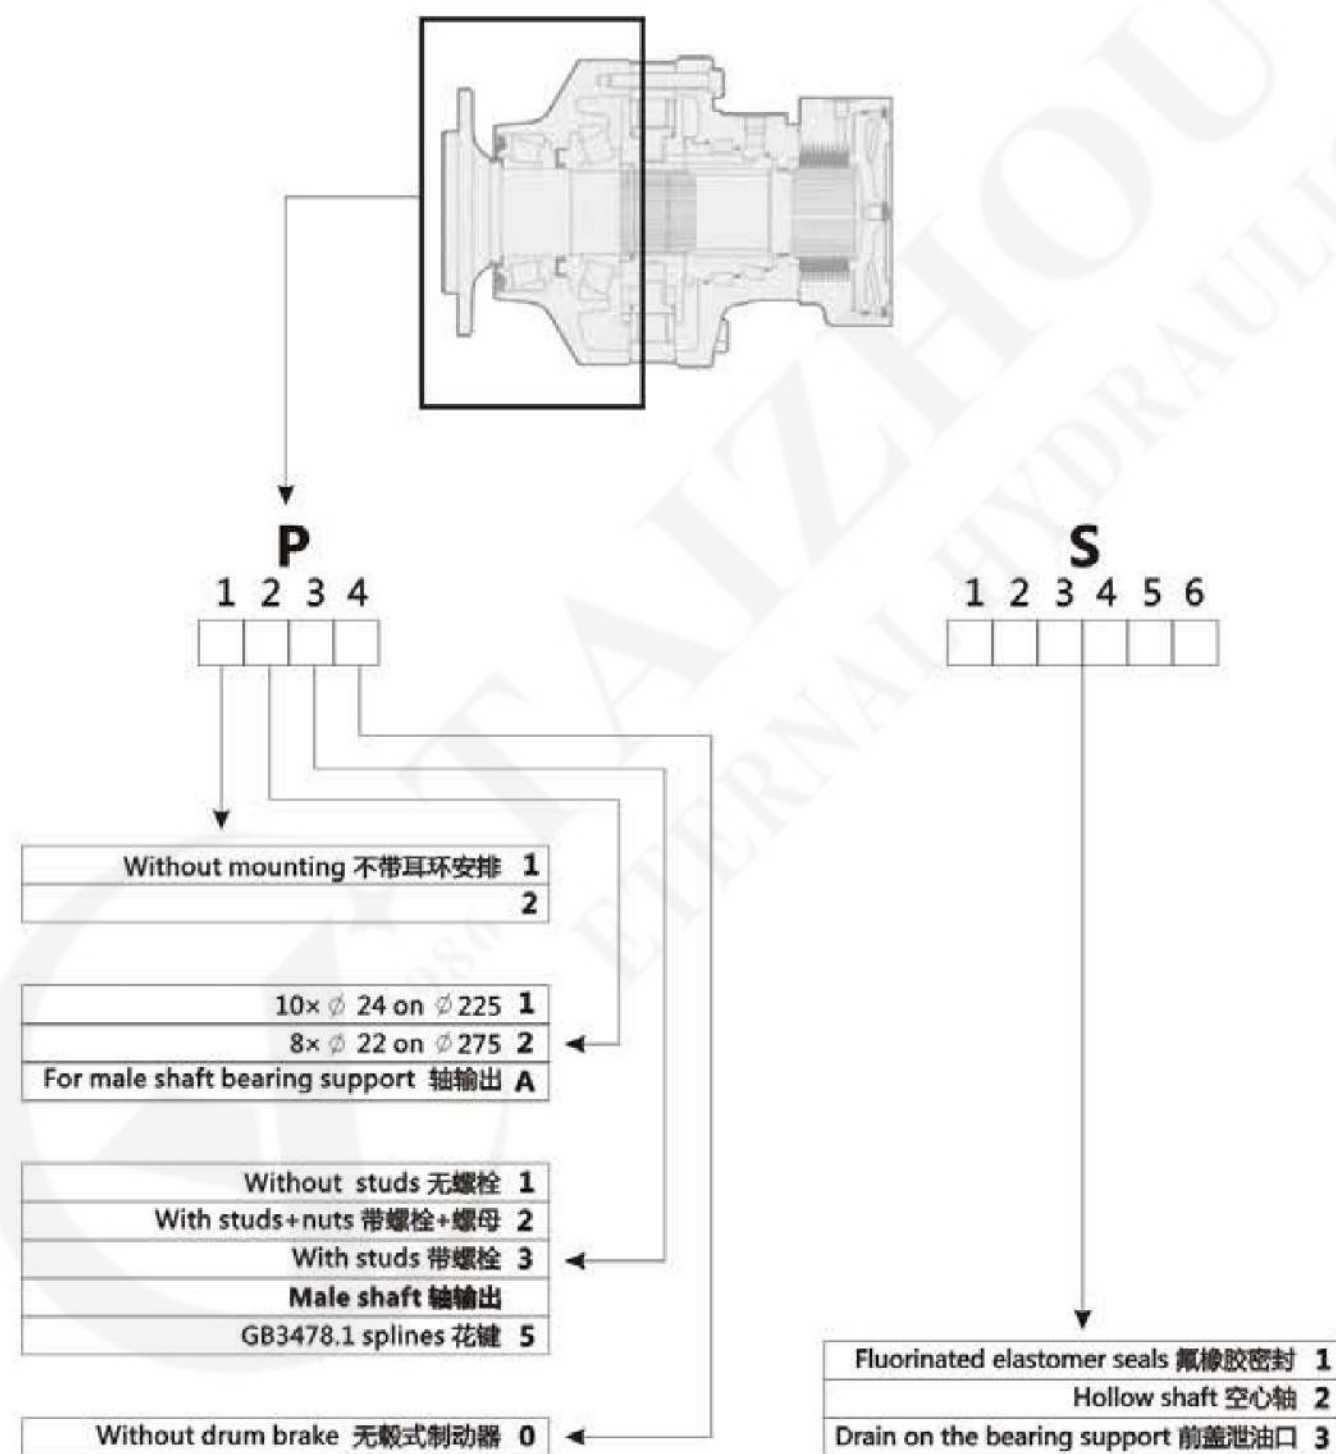 TAIZHOU
ETERNAL HYDRAULIC
P
S
1 2 3 4
1 2 3 4 5 6
Without mounting 不带耳环安排 1
2
10× ∅ 24 on ∅ 225 1
8× ∅ 22 on ∅ 275 2
For male shaft bearing support 轴输出 A
Without studs 无螺栓 1
With studs+nuts 带螺栓+螺母 2
With studs 带螺栓 3
Male shaft 轴输出
GB3478.1 splines 花键 5
Without drum brake 无毂式制动器 0
Fluorinated elastomer seals 氟橡胶密封 1
Hollow shaft 空心轴 2
Drain on the bearing support 前盖泄油口 3